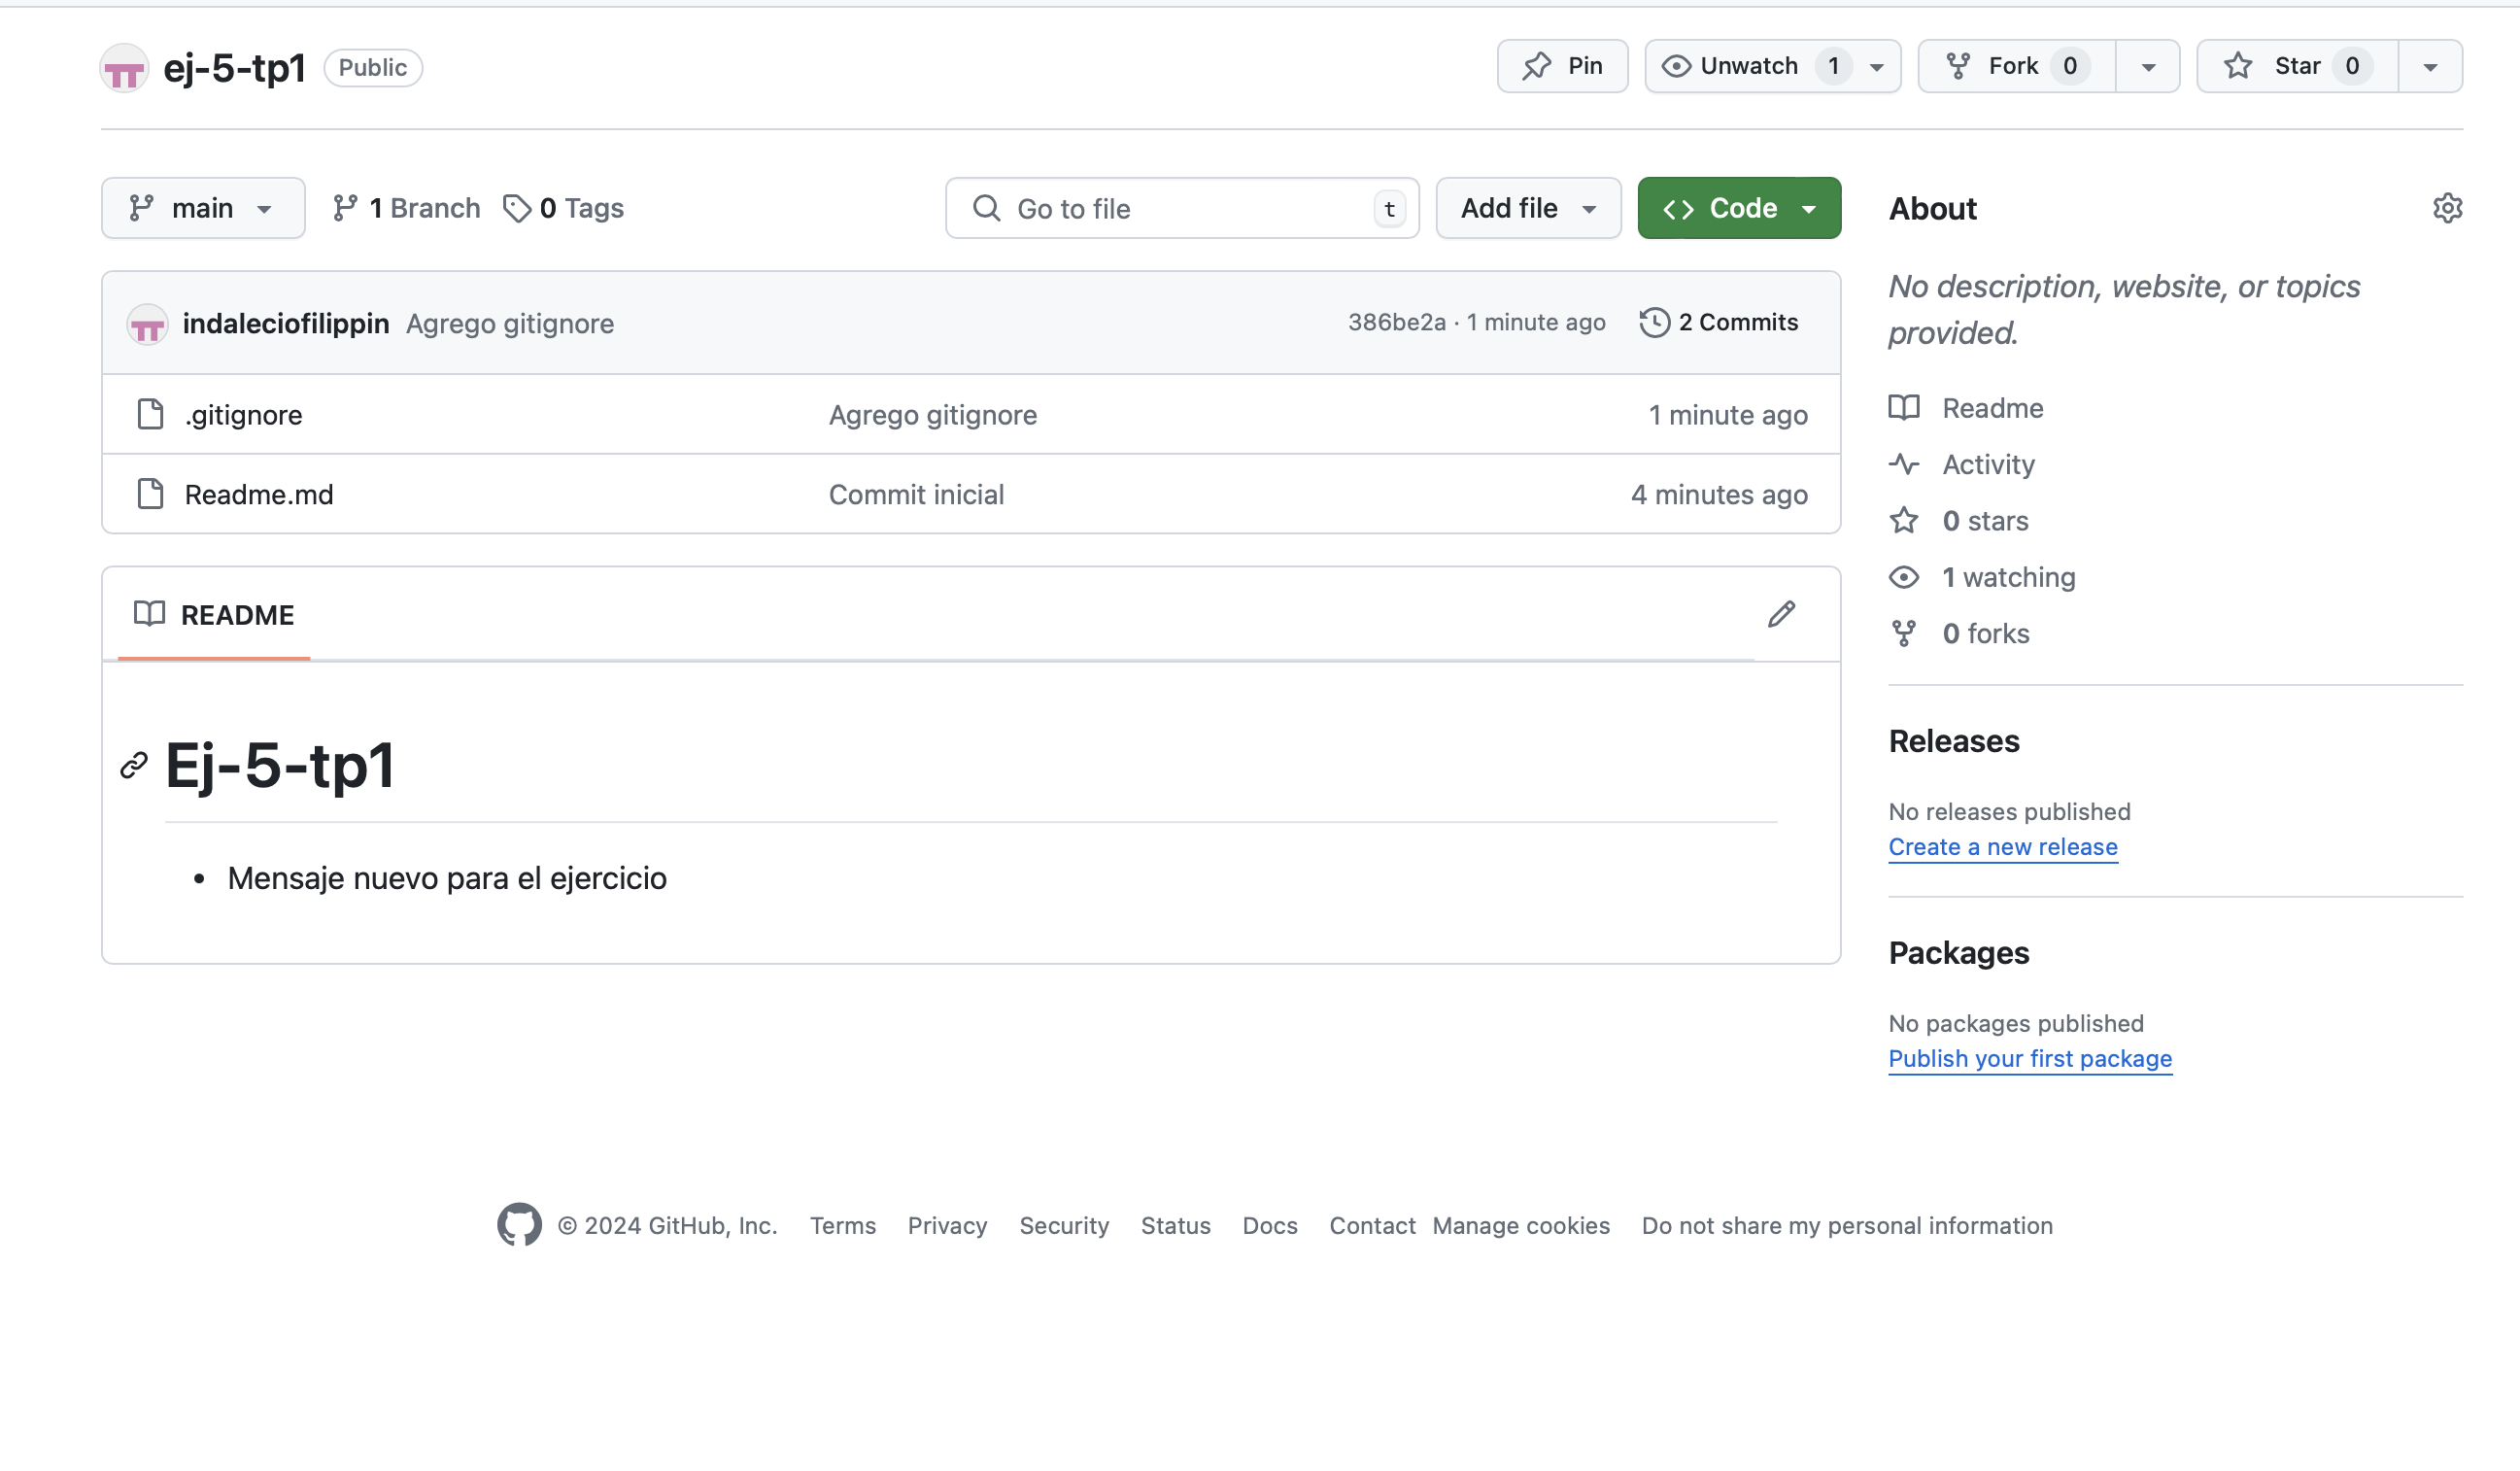 ej-5-tp1 Public Pin Unwatch 1 Fork 0 Star 0
main 1 Branch 0 Tags Go to file t Add file Code
indaleciofilippin Agrego gitignore 386be2a · 1 minute ago 2 Commits
.gitignore Agrego gitignore 1 minute ago
Readme.md Commit inicial 4 minutes ago
README
Ej-5-tp1
• Mensaje nuevo para el ejercicio
About
No description, website, or topics
provided.
Readme
Activity
0 stars
1 watching
0 forks
Releases
No releases published
Create a new release
Packages
No packages published
Publish your first package
© 2024 GitHub, Inc. Terms Privacy Security Status Docs Contact Manage cookies Do not share my personal information